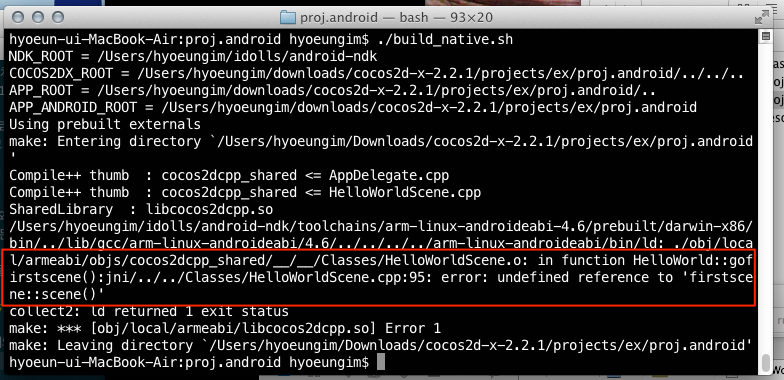 proj.android — bash — 93×20
hyoeun-ui-MacBook-Air:proj.android hyoeungim$ ./build_native.sh
NDK_ROOT = /Users/hyoeungim/idolls/android-ndk
COCOS2DX_ROOT = /Users/hyoeungim/downloads/cocos2d-x-2.2.1/projects/ex/proj.android/../../..
APP_ROOT = /Users/hyoeungim/downloads/cocos2d-x-2.2.1/projects/ex/proj.android/..
APP_ANDROID_ROOT = /Users/hyoeungim/downloads/cocos2d-x-2.2.1/projects/ex/proj.android
Using prebuilt externals
make: Entering directory `/Users/hyoeungim/Downloads/cocos2d-x-2.2.1/projects/ex/proj.android
'
Compile++ thumb  : cocos2dcpp_shared <= AppDelegate.cpp
Compile++ thumb  : cocos2dcpp_shared <= HelloWorldScene.cpp
SharedLibrary  : libcocos2dcpp.so
/Users/hyoeungim/idolls/android-ndk/toolchains/arm-linux-androideabi-4.6/prebuilt/darwin-x86/
bin/../lib/gcc/arm-linux-androideabi/4.6/../../../../arm-linux-androideabi/bin/ld: ./obj/loca
l/armeabi/objs/cocos2dcpp_shared/__/__/Classes/HelloWorldScene.o: in function HelloWorld::gof
irstscene():jni/../../Classes/HelloWorldScene.cpp:95: error: undefined reference to 'firstsce
ne::scene()'
collect2: ld returned 1 exit status
make: *** [obj/local/armeabi/libcocos2dcpp.so] Error 1
make: Leaving directory `/Users/hyoeungim/Downloads/cocos2d-x-2.2.1/projects/ex/proj.android'
hyoeun-ui-MacBook-Air:proj.android hyoeungim$